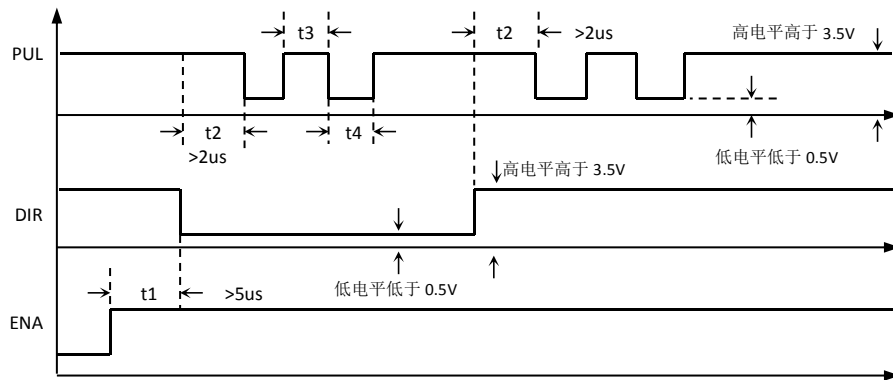 t3
t2
>2us
高电平高于 3.5V
PUL
t2
t4
>2us
低电平低于 0.5V
高电平高于 3.5V
DIR
t1
>5us
低电平低于 0.5V
ENA